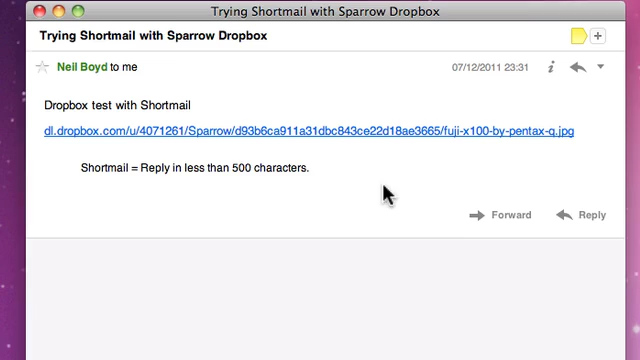 Trying Shortmail with Sparrow Dropbox
Trying Shortmail with Sparrow Dropbox
Neil Boyd to me 07/12/2011 23:31
Dropbox test with Shortmail
dl.dropbox.com/u/4071261/Sparrow/d93b6ca911a31dbc843ce22d18ae3665/fuji-x100-by-pentax-q.jpg
Shortmail = Reply in less than 500 characters.
Forward Reply